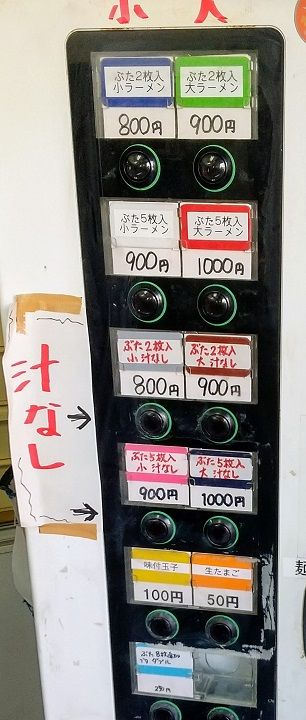 小 大
ぶた2枚入
小ラーメン
800円
ぶた2枚入
大ラーメン
900円
ぶた5枚入
小ラーメン
900円
ぶた5枚入
大ラーメン
1000円
汁なし
ぶた2枚入
小 汁なし
800円
ぶた2枚入
大 汁なし
900円
ぶた5枚入
小 汁なし
900円
ぶた5枚入
大 汁なし
1000円
味付玉子
100円
生たまご
50円
麺
ダブル